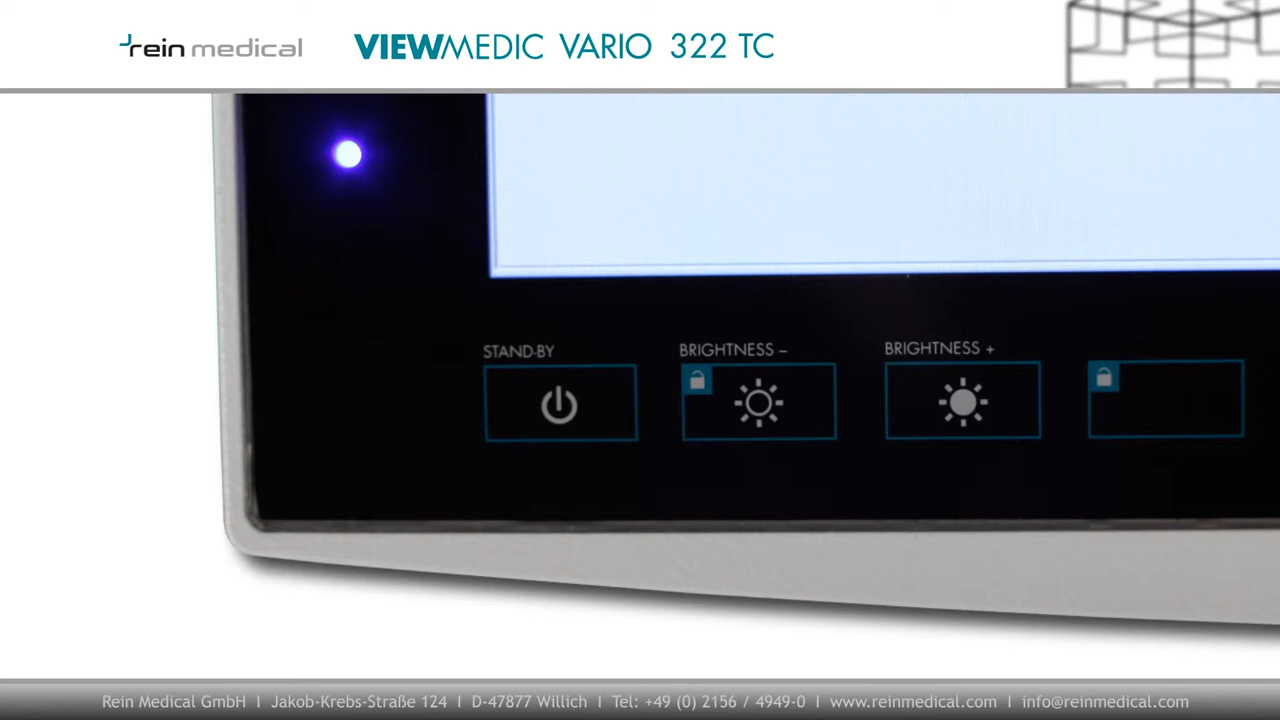 rein medical
VIEWMEDIC VARIO 322 TC
STAND-BY
BRIGHTNESS –
BRIGHTNESS +
Rein Medical GmbH | Jakob-Krebs-Straße 124 | D-47877 Willich | Tel: +49 (0) 2156 / 4949-0 | www.reinmedical.com | info@reinmedical.com